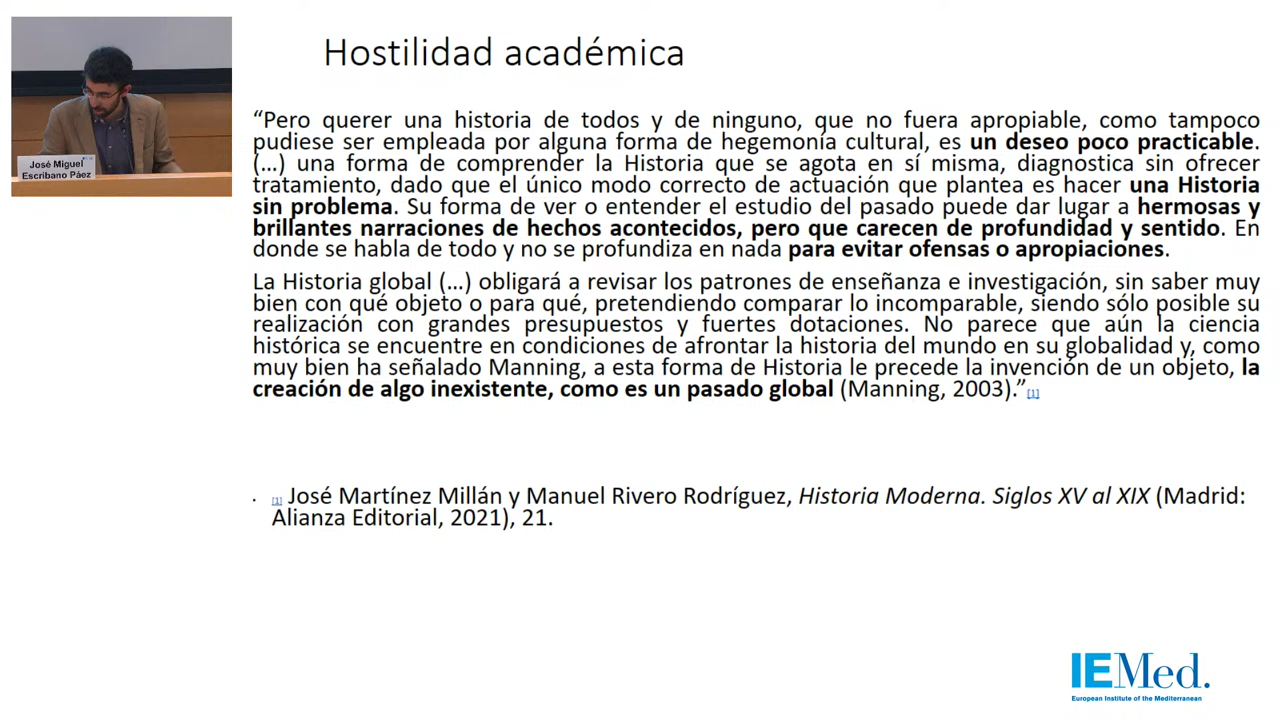 Hostilidad académica
José Miguel
Escribano Páez
“Pero querer una historia de todos y de ninguno, que no fuera apropiable, como tampoco
pudiese ser empleada por alguna forma de hegemonía cultural, es un deseo poco practicable.
(…) una forma de comprender la Historia que se agota en sí misma, diagnostica sin ofrecer
tratamiento, dado que el único modo correcto de actuación que plantea es hacer una Historia
sin problema. Su forma de ver o entender el estudio del pasado puede dar lugar a hermosas y
brillantes narraciones de hechos acontecidos, pero que carecen de profundidad y sentido. En
donde se habla de todo y no se profundiza en nada para evitar ofensas o apropiaciones.
La Historia global (…) obligará a revisar los patrones de enseñanza e investigación, sin saber muy
bien con qué objeto o para qué, pretendiendo comparar lo incomparable, siendo sólo posible su
realización con grandes presupuestos y fuertes dotaciones. No parece que aún la ciencia
histórica se encuentre en condiciones de afrontar la historia del mundo en su globalidad y, como
muy bien ha señalado Manning, a esta forma de Historia le precede la invención de un objeto, la
creación de algo inexistente, como es un pasado global (Manning, 2003).” [1]
• [1] José Martínez Millán y Manuel Rivero Rodríguez, Historia Moderna. Siglos XV al XIX (Madrid:
Alianza Editorial, 2021), 21.
IEMed.
European Institute of the Mediterranean